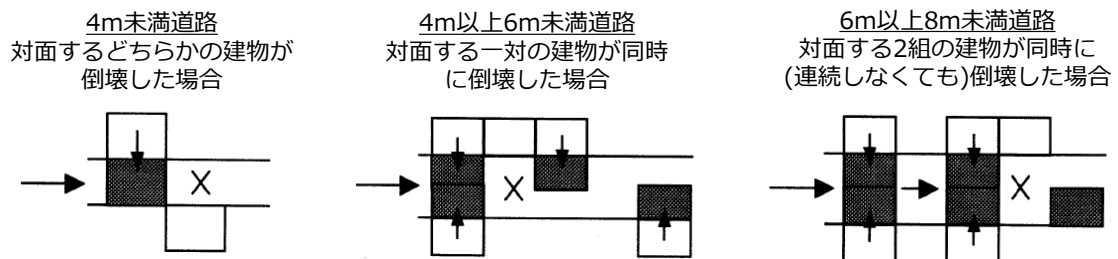 4m未満道路
対面するどちらかの建物が
倒壊した場合
4m以上6m未満道路
対面する一対の建物が同時
に倒壊した場合
6m以上8m未満道路
対面する2組の建物が同時に
(連続しなくても)倒壊した場合
X
X
X